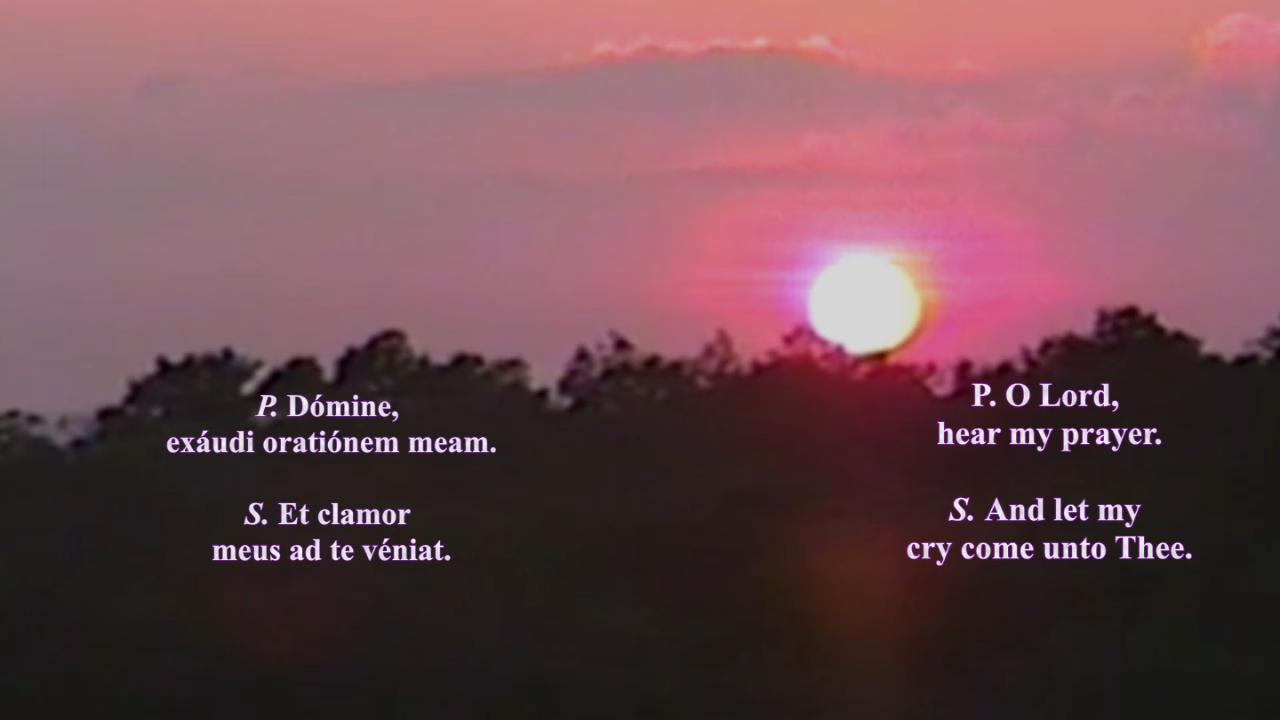 P. Dómine,
exáudi oratiónem meam.
S. Et clamor
meus ad te véniat.
P. O Lord,
hear my prayer.
S. And let my
cry come unto Thee.